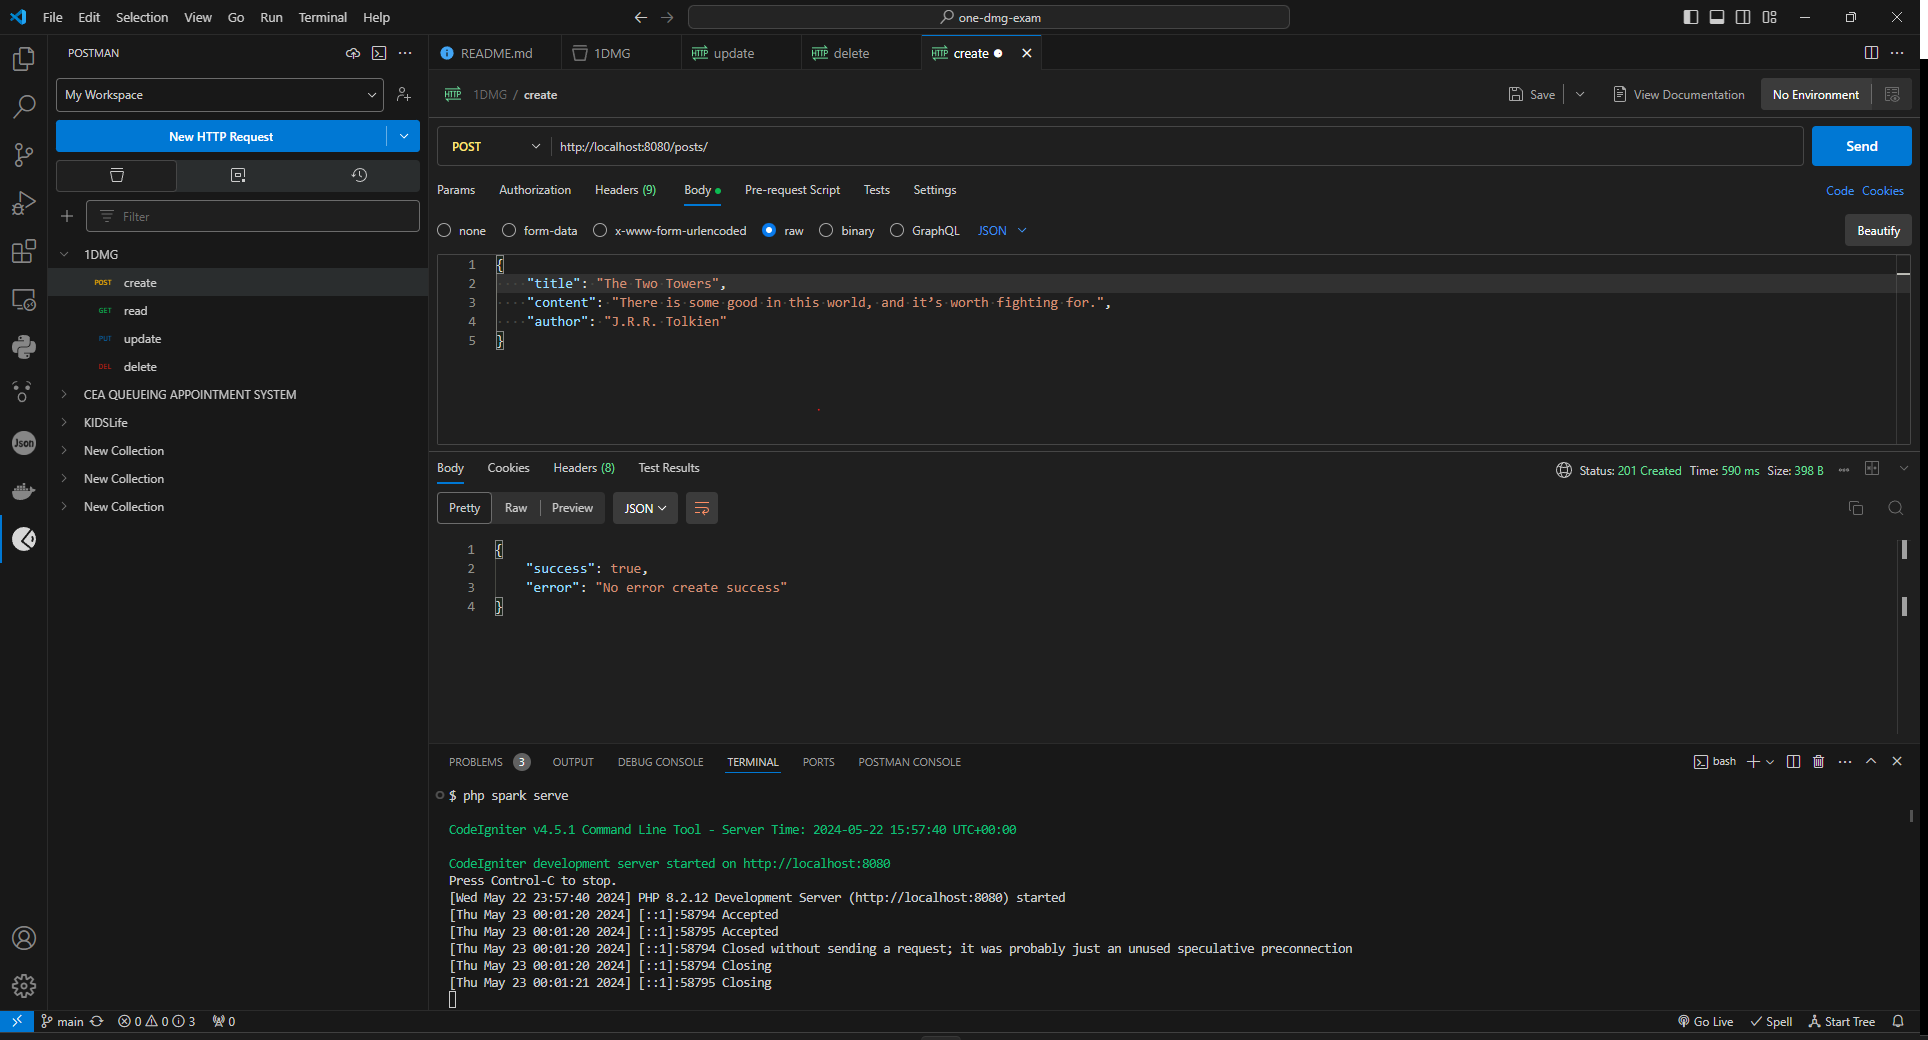 File Edit Selection View Go Run Terminal Help
one-dmg-exam
POSTMAN
README.md 1DMG HTTP update HTTP delete HTTP create
My Workspace
HTTP 1DMG / create Save View Documentation No Environment
New HTTP Request
POST http://localhost:8080/posts/ Send
Params Authorization Headers (9) Body Pre-request Script Tests Settings Code Cookies
Filter
none form-data x-www-form-urlencoded raw binary GraphQL JSON Beautify
1DMG
POST create
GET read
PUT update
DEL delete
CEA QUEUEING APPOINTMENT SYSTEM
KIDSLife
New Collection
New Collection
New Collection
Json
1 {
2 "title": "The Two Towers",
3 "content": "There is some good in this world, and it’s worth fighting for.",
4 "author": "J.R.R. Tolkien"
5 }
Body Cookies Headers (8) Test Results Status: 201 Created Time: 590 ms Size: 398 B
Pretty Raw Preview JSON
1 {
2 "success": true,
3 "error": "No error create success"
4 }
PROBLEMS 3 OUTPUT DEBUG CONSOLE TERMINAL PORTS POSTMAN CONSOLE bash
$ php spark serve
CodeIgniter v4.5.1 Command Line Tool - Server Time: 2024-05-22 15:57:40 UTC+00:00
CodeIgniter development server started on http://localhost:8080
Press Control-C to stop.
[Wed May 22 23:57:40 2024] PHP 8.2.12 Development Server (http://localhost:8080) started
[Thu May 23 00:01:20 2024] [::1]:58794 Accepted
[Thu May 23 00:01:20 2024] [::1]:58795 Accepted
[Thu May 23 00:01:20 2024] [::1]:58794 Closed without sending a request; it was probably just an unused speculative preconnection
[Thu May 23 00:01:20 2024] [::1]:58794 Closing
[Thu May 23 00:01:21 2024] [::1]:58795 Closing
main 0 0 3 0 Go Live Spell Start Tree